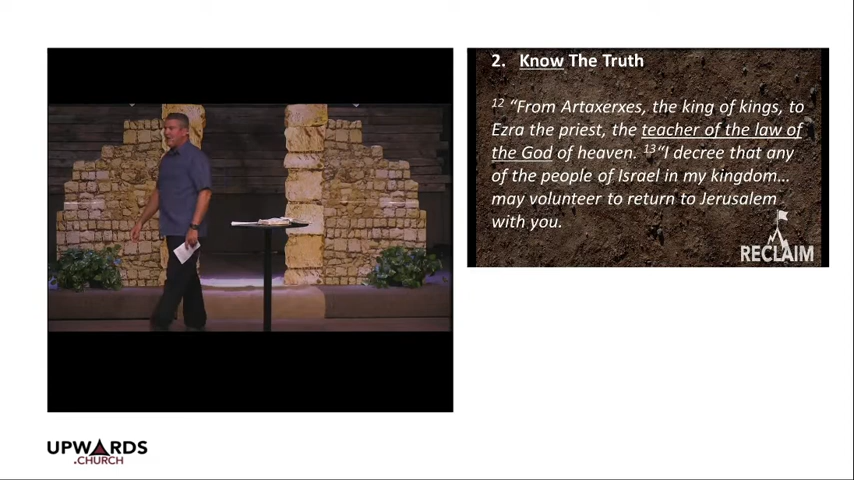 2. Know The Truth
12 “From Artaxerxes, the king of kings, to
Ezra the priest, the teacher of the law of
the God of heaven. 13“I decree that any
of the people of Israel in my kingdom…
may volunteer to return to Jerusalem
with you.
RECLAIM
UPWARDS
.CHURCH